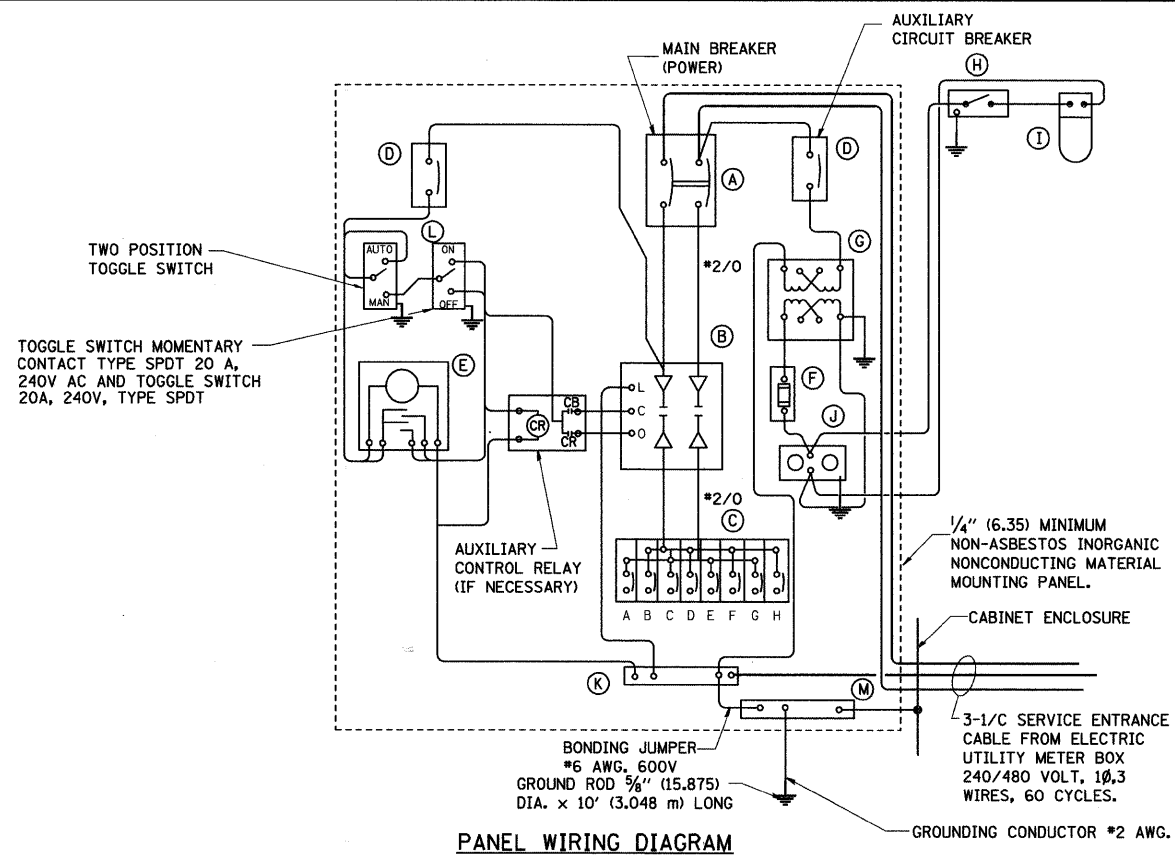 AUXILIARY
CIRCUIT BREAKER
MAIN BREAKER
(POWER)
H
I
D
A
D
TWO POSITION
TOGGLE SWITCH
AUTO
MAN
L
ON
OFF
#2/0
G
TOGGLE SWITCH MOMENTARY
CONTACT TYPE SPDT 20 A,
240V AC AND TOGGLE SWITCH
20A, 240V, TYPE SPDT
E
B
L
C
O
F
J
CB
CR
CR
#2/0
C
AUXILIARY
CONTROL RELAY
(IF NECESSARY)
A B C D E F G H
1/4" (6.35) MINIMUM
NON-ASBESTOS INORGANIC
NONCONDUCTING MATERIAL
MOUNTING PANEL.
CABINET ENCLOSURE
K
M
3-1/C SERVICE ENTRANCE
CABLE FROM ELECTRIC
UTILITY METER BOX
240/480 VOLT, 1Ø,3
WIRES, 60 CYCLES.
BONDING JUMPER
#6 AWG. 600V
GROUND ROD 5/8" (15.875)
DIA. x 10' (3.048 m) LONG
GROUNDING CONDUCTOR #2 AWG.
PANEL WIRING DIAGRAM